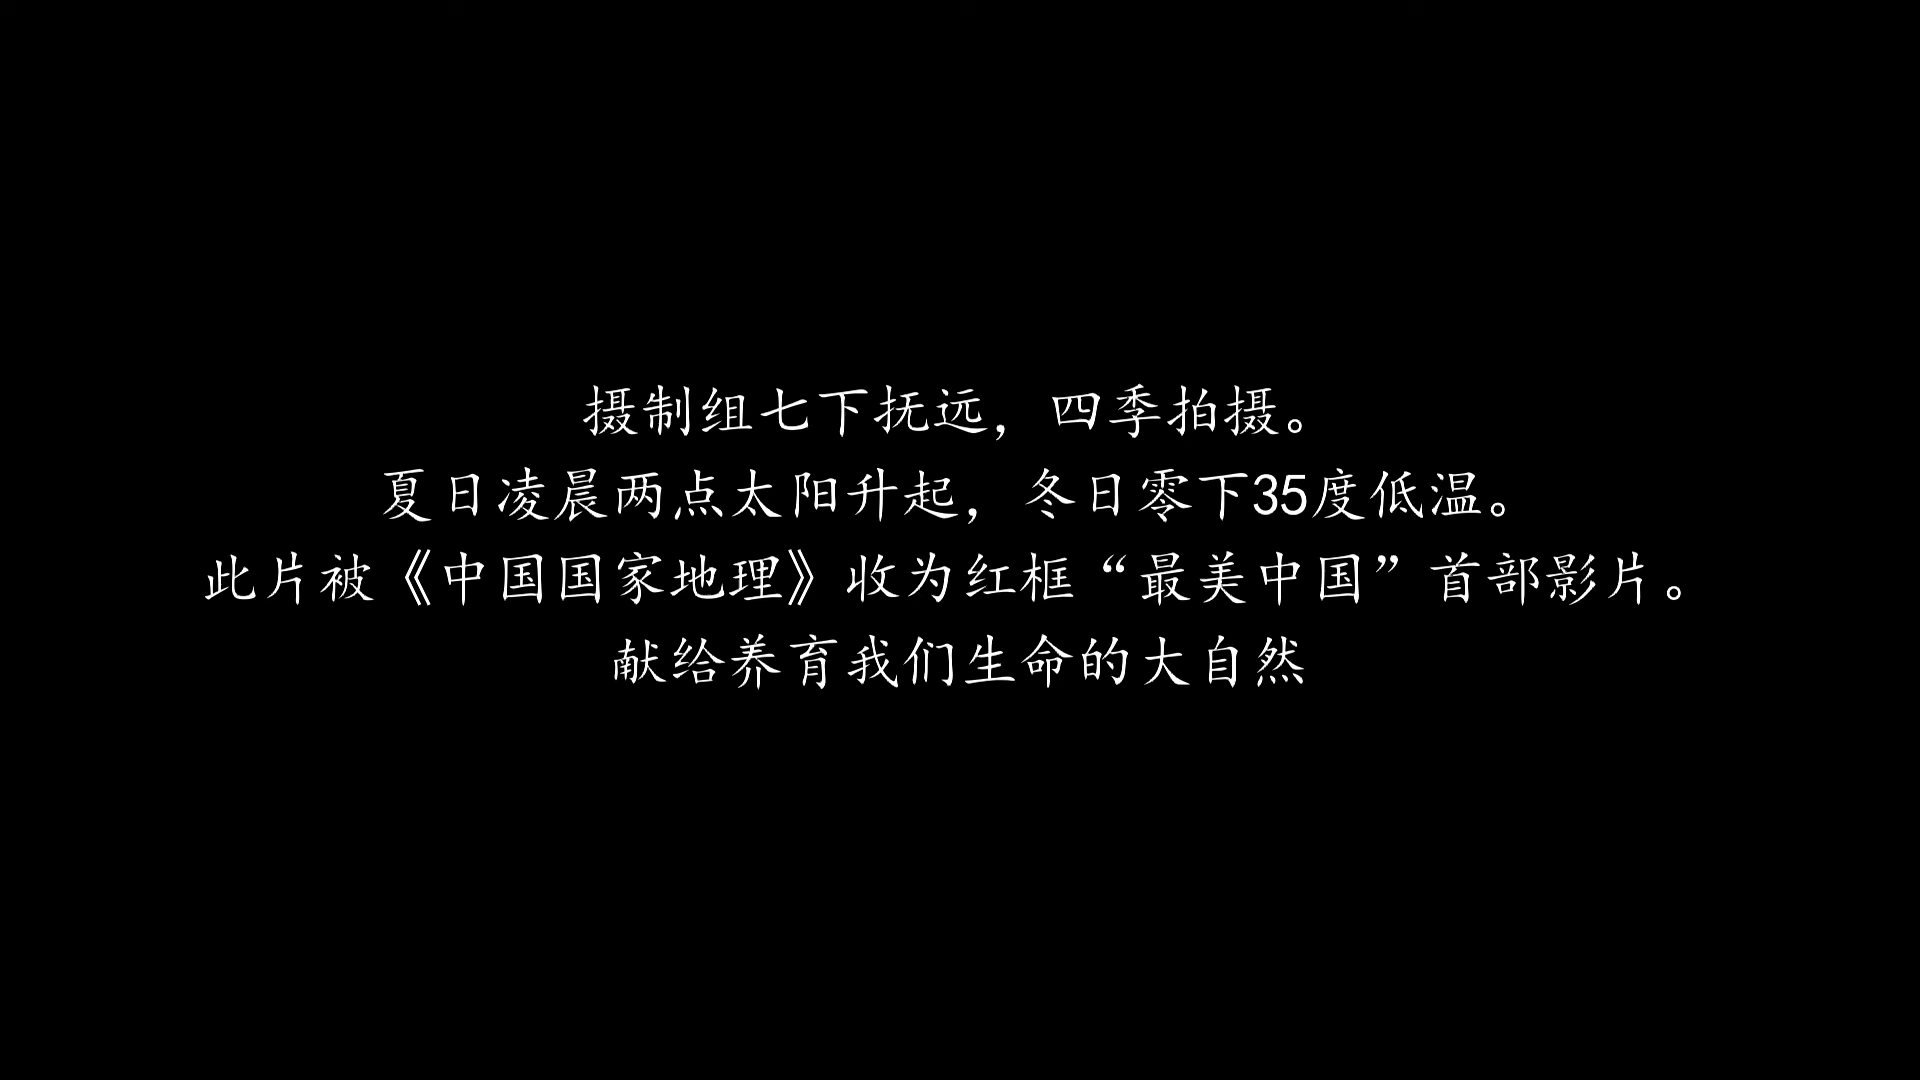 摄制组七下抚远，四季拍摄。
夏日凌晨两点太阳升起，冬日零下35度低温。
此片被《中国国家地理》收为红框“最美中国”首部影片。
献给养育我们生命的大自然